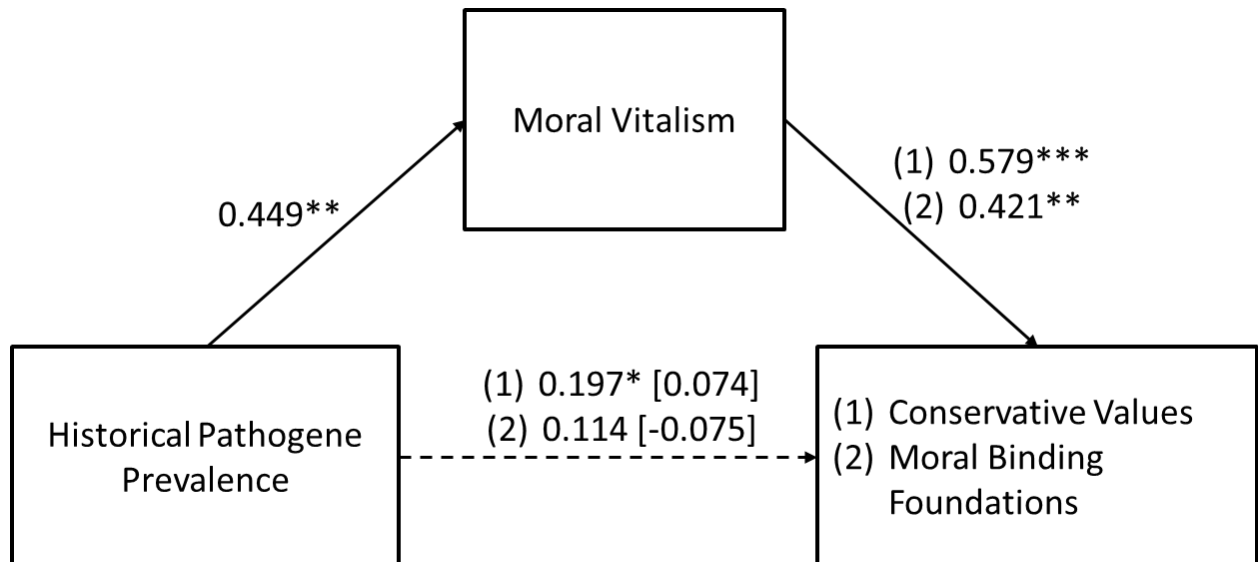 Moral Vitalism
(1) 0.579***
(2) 0.421**
0.449**
(1) 0.197* [0.074]
(2) 0.114 [-0.075]
Historical Pathogene
Prevalence
(1) Conservative Values
(2) Moral Binding
Foundations